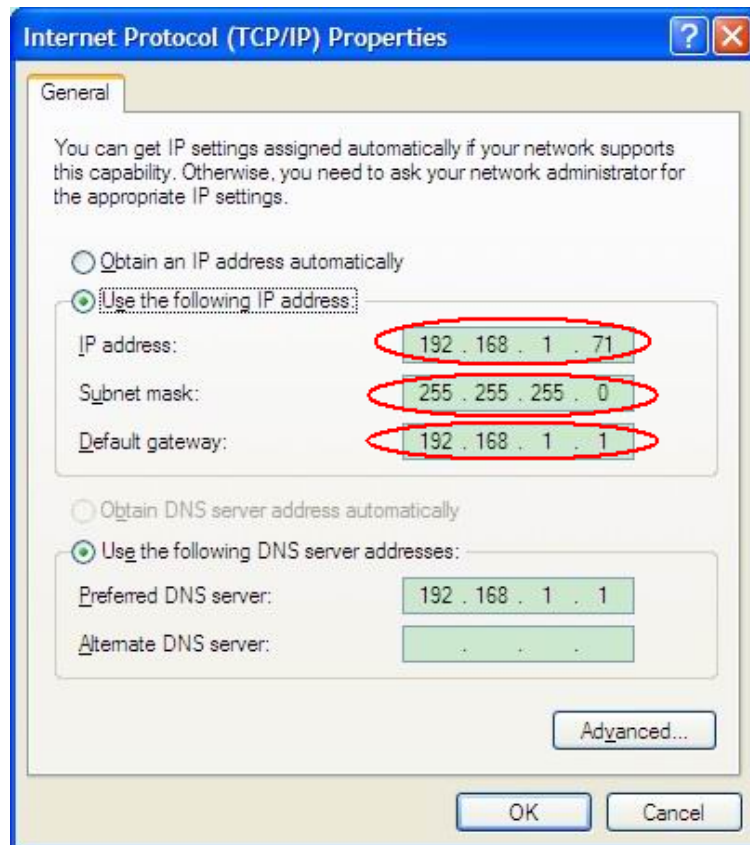 Internet Protocol (TCP/IP) Properties
General
You can get IP settings assigned automatically if your network supports
this capability. Otherwise, you need to ask your network administrator for
the appropriate IP settings.
Obtain an IP address automatically
Use the following IP address:
IP address: 192 . 168 . 1 . 71
Subnet mask: 255 . 255 . 255 . 0
Default gateway: 192 . 168 . 1 . 1
Obtain DNS server address automatically
Use the following DNS server addresses:
Preferred DNS server: 192 . 168 . 1 . 1
Alternate DNS server: . . .
Advanced...
OK Cancel